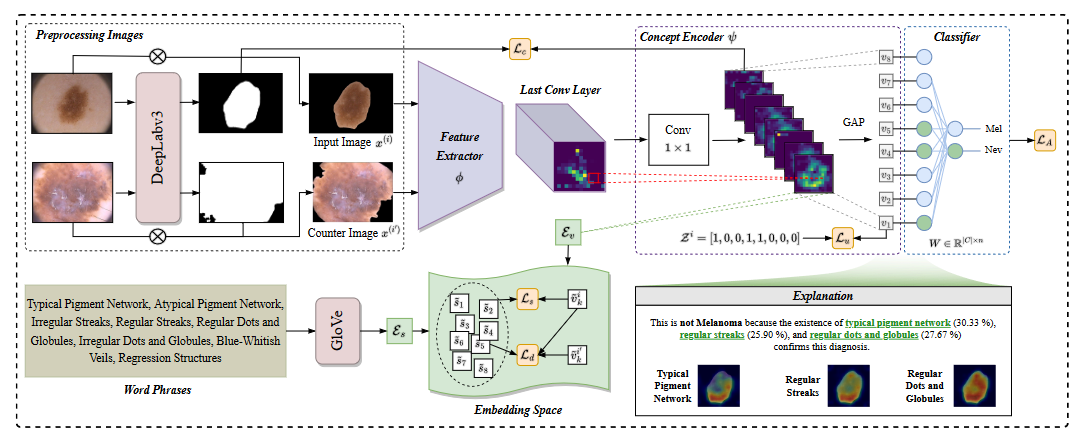 Preprocessing Images
DeepLabv3
Input Image x^(i)
Counter Image x^(i')
Feature
Extractor
ϕ
ℒ_c
Last Conv Layer
Conv
1 × 1
Concept Encoder ψ
GAP
v_8
v_7
v_6
v_5
v_4
v_3
v_2
v_1
Classifier
Mel
Nev
ℒ_A
W ∈ ℝ^{|C|×n}
𝒵^i = [1,0,0,1,1,0,0,0]
ℒ_u
ℰ_v
Typical Pigment Network, Atypical Pigment Network,
Irregular Streaks, Regular Streaks, Regular Dots and
Globules, Irregular Dots and Globules, Blue-Whitish
Veils, Regression Structures
Word Phrases
GloVe
ℰ_s
s̃_1
s̃_2
s̃_3
s̃_4
s̃_6
s̃_5
s̃_7
s̃_8
ℒ_s
ℒ_d
ṽ_k^i
ṽ_k^{i'}
Embedding Space
Explanation
This is not Melanoma because the existence of typical pigment network (30.33 %),
regular streaks (25.90 %), and regular dots and globules (27.67 %)
confirms this diagnosis.
Typical
Pigment
Network
Regular
Streaks
Regular
Dots and
Globules